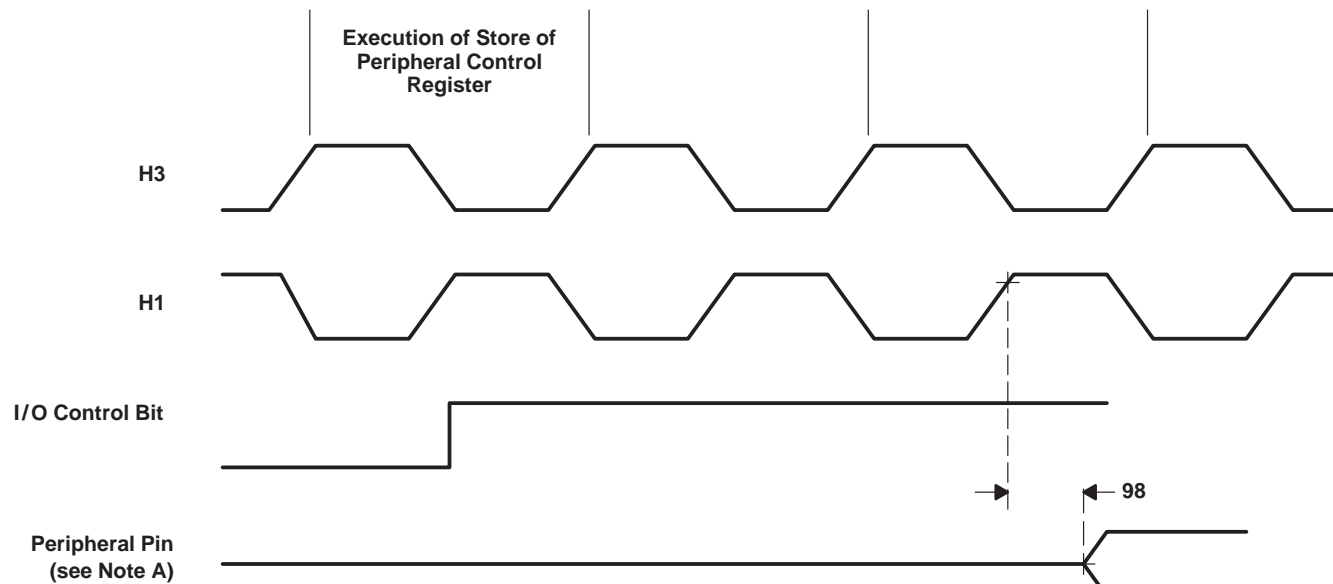 Execution of Store of
Peripheral Control
Register
H3
H1
I/O Control Bit
98
Peripheral Pin
(see Note A)